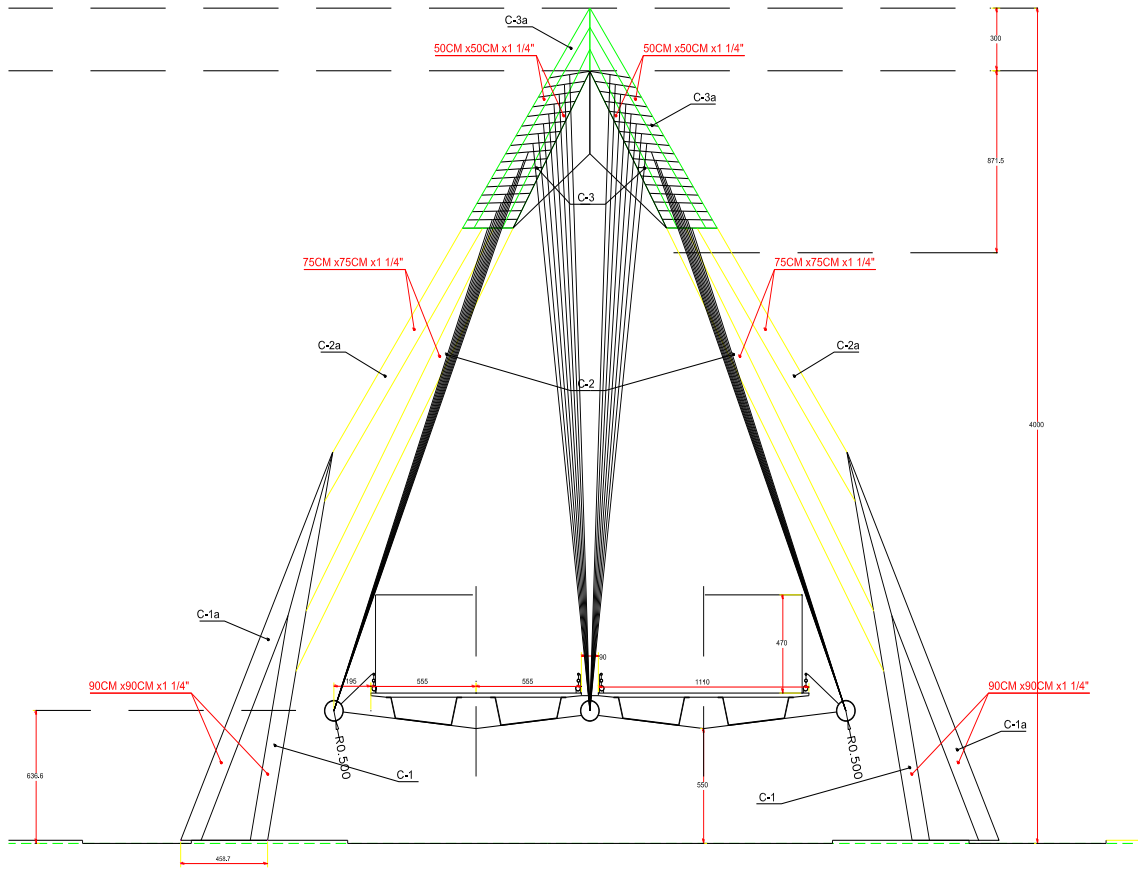 C-3a
300
50CM x50CM x1 1/4"
50CM x50CM x1 1/4"
C-3a
871.5
C-3
75CM x75CM x1 1/4"
75CM x75CM x1 1/4"
C-2a
C-2a
C-2
4000
C-1a
470
90
195
555
555
1110
90CM x90CM x1 1/4"
90CM x90CM x1 1/4"
C-1a
R0.500
R0.500
C-1
C-1
636.6
550
458.7